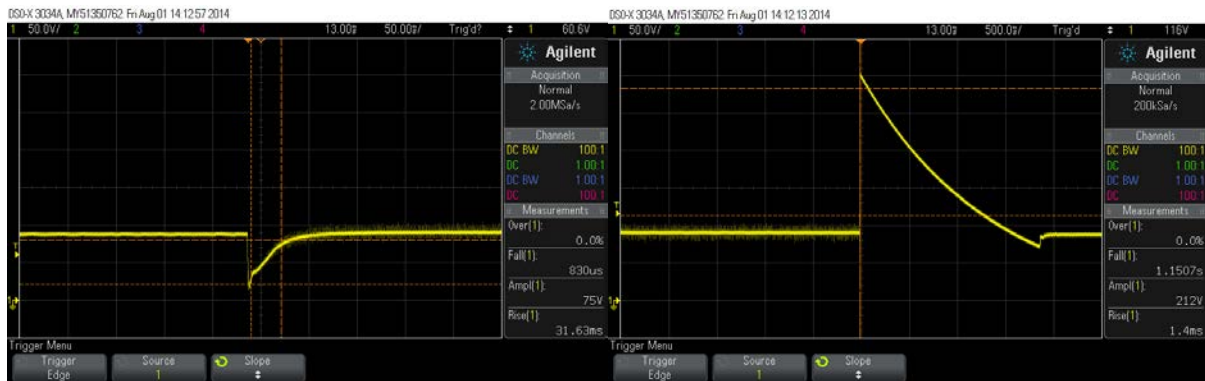 DSO-X 3034A, MY51350762: Fri Aug 01 14:12:57 2014
1 50.0V/ 2 3 4 13.00s 50.00s/ Trig'd? 1 60.6V
Agilent
Acquisition
Normal
2.00MSa/s
Channels
DC BW 100:1
DC 1.00:1
DC BW 1.00:1
DC 100:1
Measurements
Over(1):
0.0%
Fall(1):
830us
Ampl(1):
75V
Rise(1):
31.63ms
Trigger Menu
Trigger
Edge
Source
1
Slope
DSO-X 3034A, MY51350762: Fri Aug 01 14:12:13 2014
1 50.0V/ 2 3 4 13.00s 500.0s/ Trig'd 1 116V
Agilent
Acquisition
Normal
200kSa/s
Channels
DC BW 100:1
DC 1.00:1
DC BW 1.00:1
DC 100:1
Measurements
Over(1):
0.0%
Fall(1):
1.1507s
Ampl(1):
212V
Rise(1):
1.4ms
Trigger Menu
Trigger
Edge
Source
1
Slope